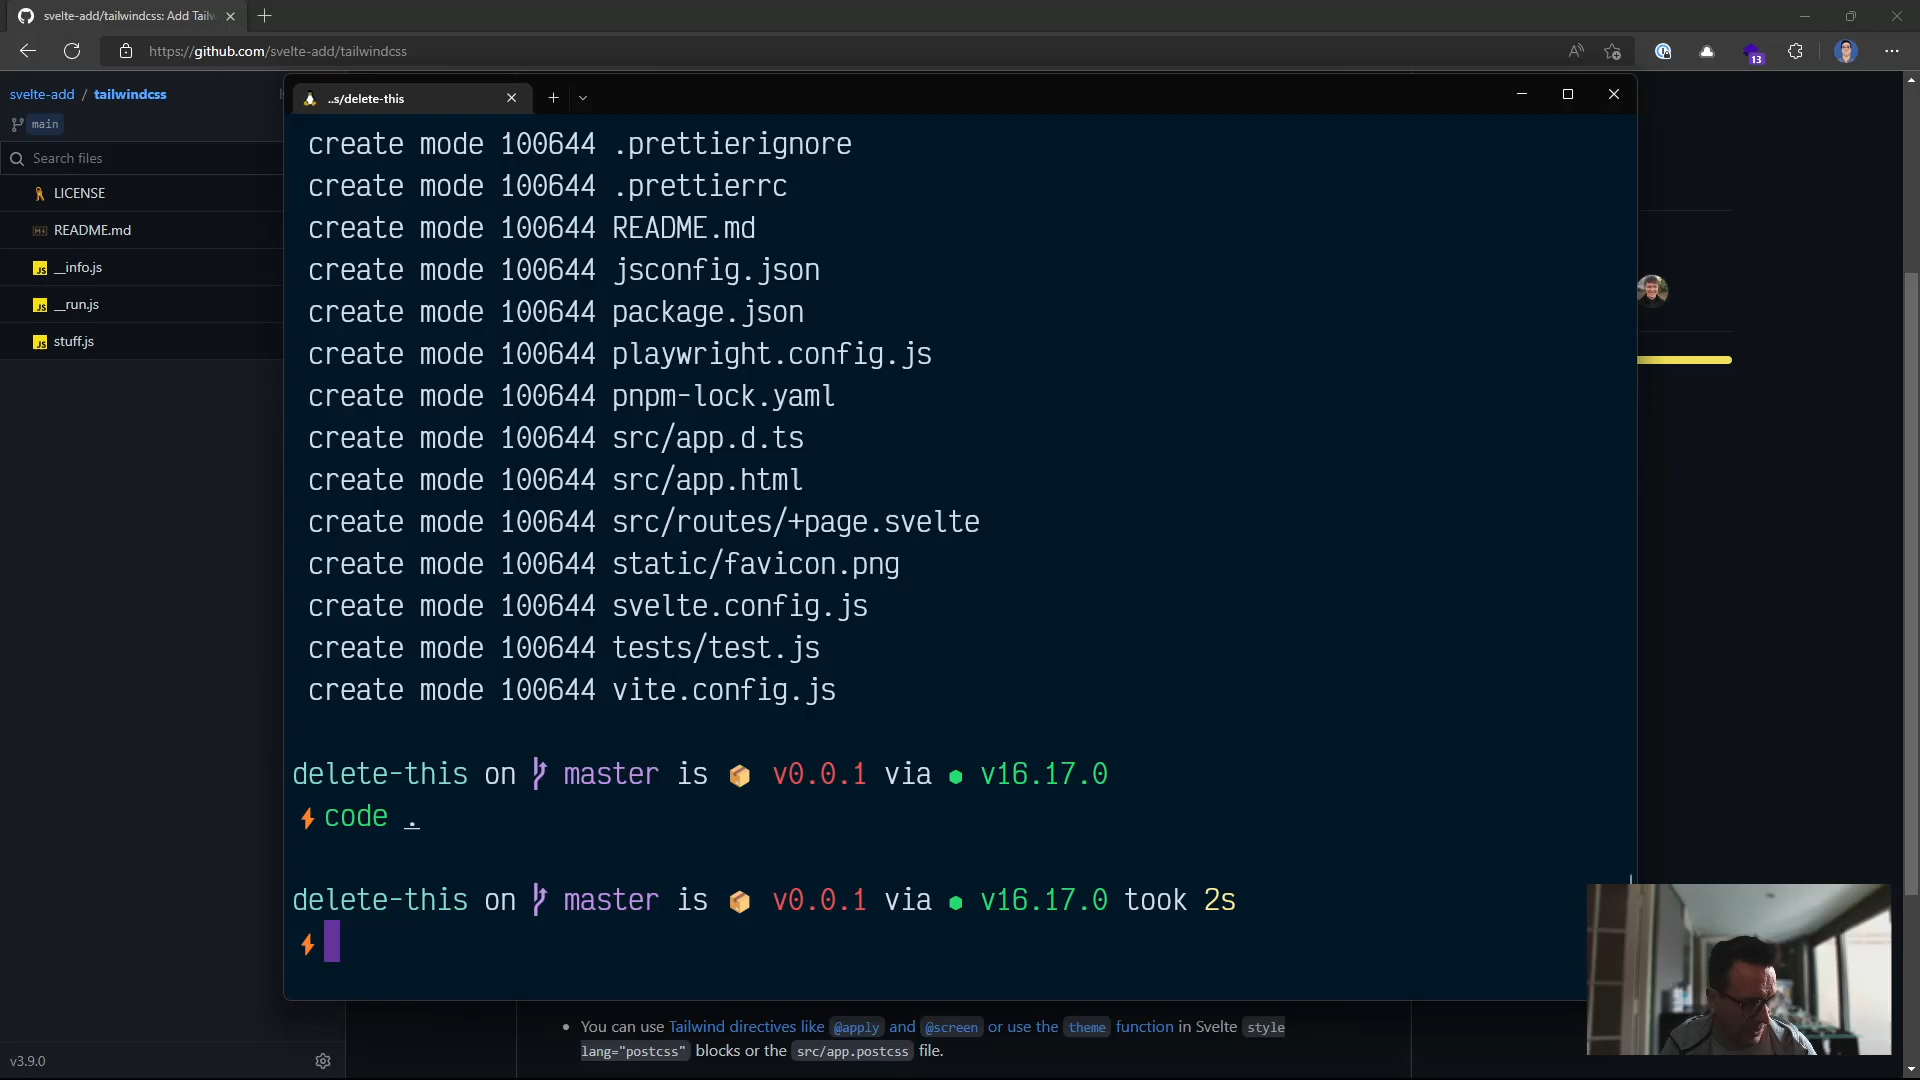 svelte-add/tailwindcss: Add Tailw
https://github.com/svelte-add/tailwindcss
13
svelte-add / tailwindcss
main
Search files
LICENSE
README.md
__info.js
__run.js
stuff.js
v3.9.0
..s/delete-this
create mode 100644 .prettierignore
create mode 100644 .prettierrc
create mode 100644 README.md
create mode 100644 jsconfig.json
create mode 100644 package.json
create mode 100644 playwright.config.js
create mode 100644 pnpm-lock.yaml
create mode 100644 src/app.d.ts
create mode 100644 src/app.html
create mode 100644 src/routes/+page.svelte
create mode 100644 static/favicon.png
create mode 100644 svelte.config.js
create mode 100644 tests/test.js
create mode 100644 vite.config.js
delete-this on master is 📦 v0.0.1 via v16.17.0
code .
delete-this on master is 📦 v0.0.1 via v16.17.0 took 2s
You can use Tailwind directives like @apply and @screen or use the theme function in Svelte style
lang="postcss" blocks or the src/app.postcss file.